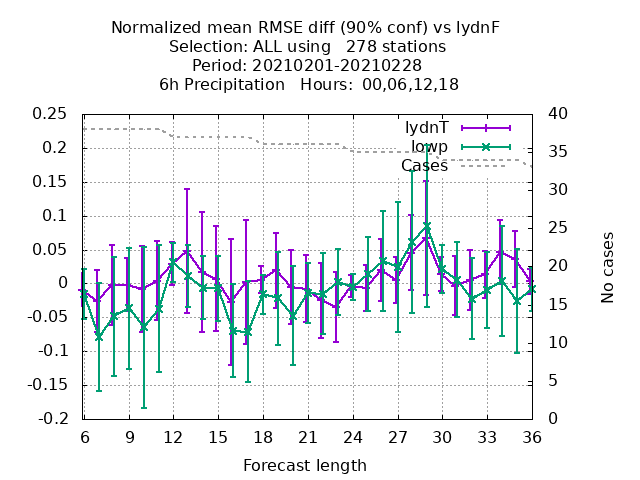 Normalized mean RMSE diff (90% conf) vs lydnF
Selection: ALL using   278 stations
Period: 20210201-20210228
6h Precipitation   Hours:  00,06,12,18
lydnT
lowp
Cases
0.25
0.2
0.15
0.1
0.05
0
-0.05
-0.1
-0.15
-0.2
40
35
30
25
20
15
10
5
0
No cases
6 9 12 15 18 21 24 27 30 33 36
Forecast length